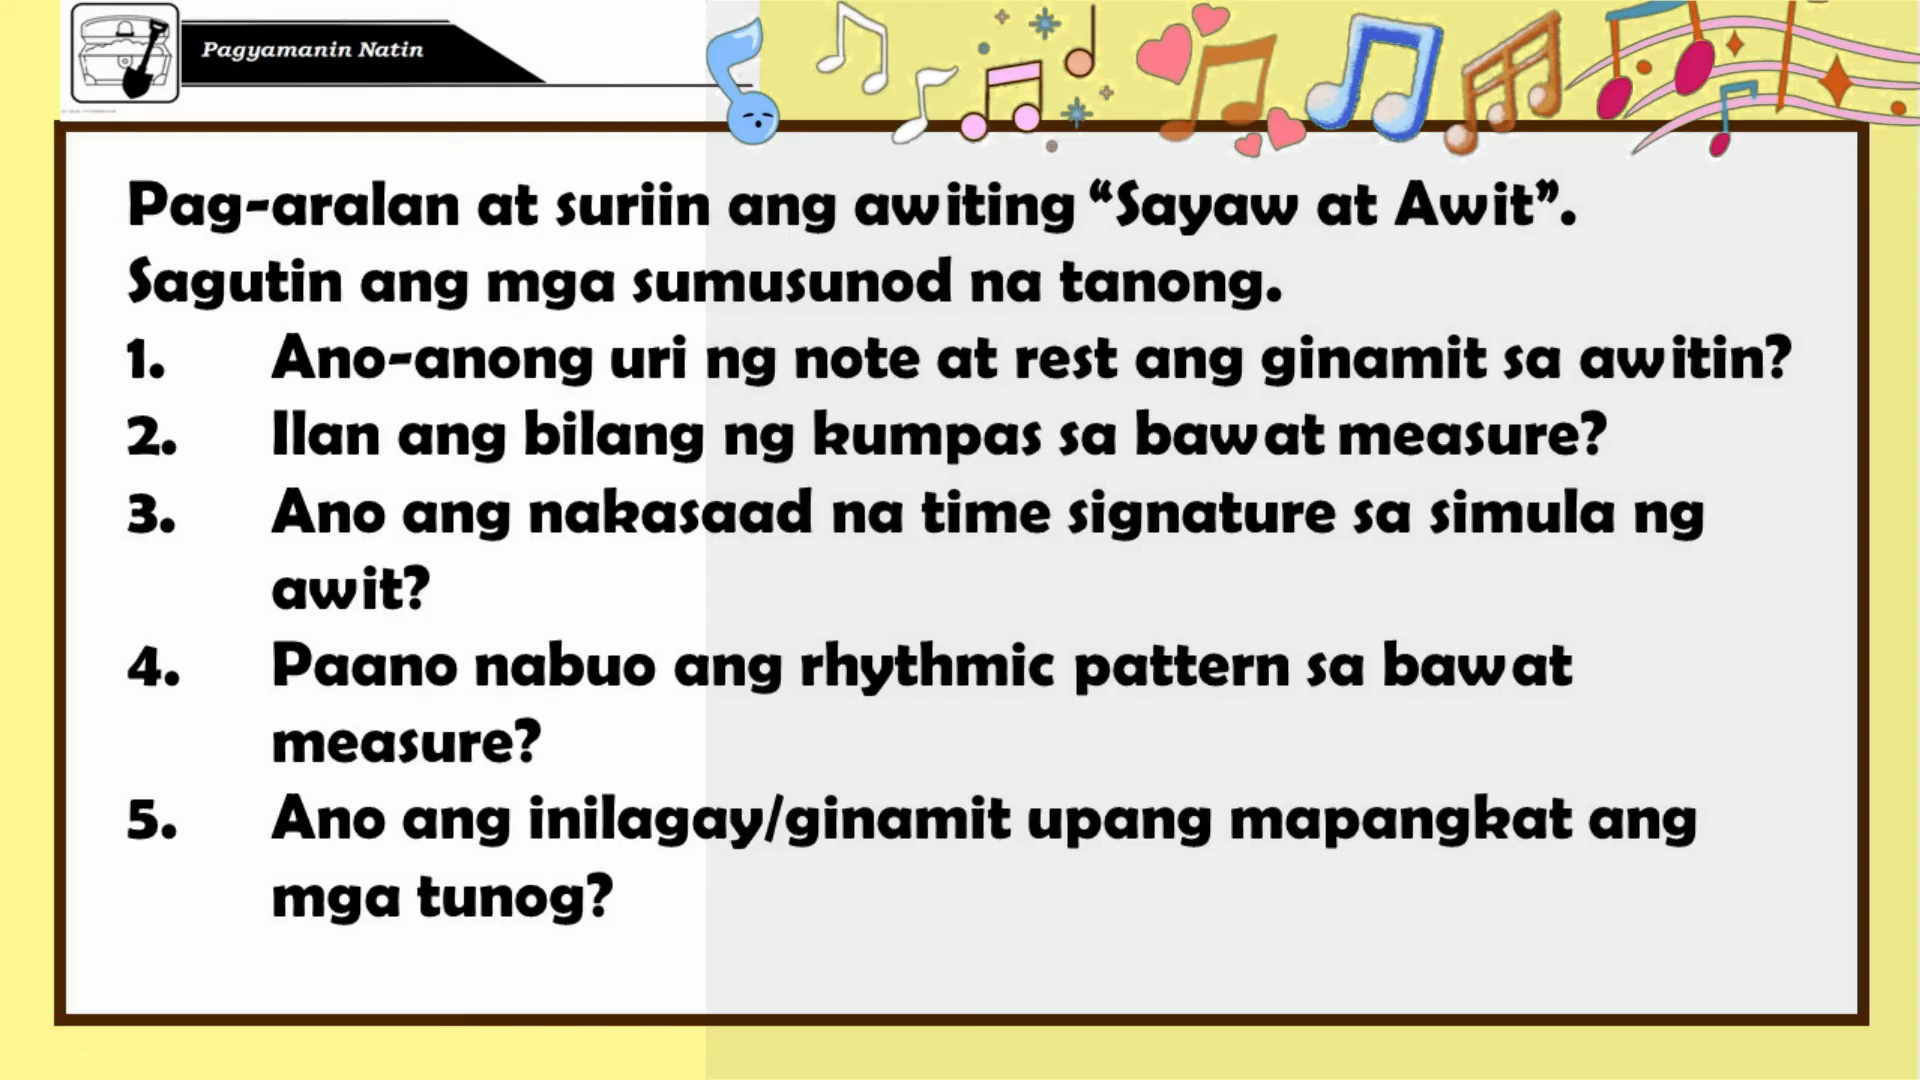 Pagyamanin Natin
Pag-aralan at suriin ang awiting “Sayaw at Awit”.
Sagutin ang mga sumusunod na tanong.
1. Ano-anong uri ng note at rest ang ginamit sa awitin?
2. Ilan ang bilang ng kumpas sa bawat measure?
3. Ano ang nakasaad na time signature sa simula ng
awit?
4. Paano nabuo ang rhythmic pattern sa bawat
measure?
5. Ano ang inilagay/ginamit upang mapangkat ang
mga tunog?